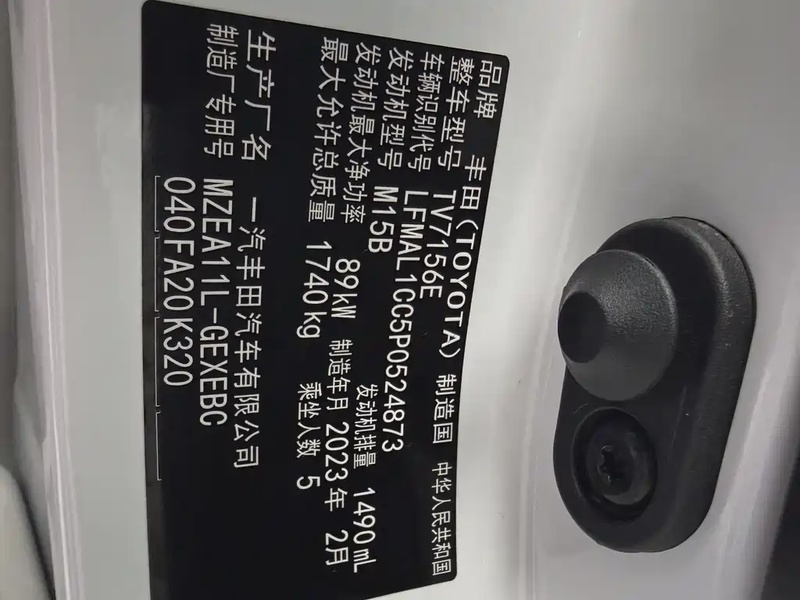 品牌 丰田(TOYOTA) 制造国 中华人民共和国
整车型号 TV7156E
车辆识别代号 LFMAL1CC5P0524873
发动机型号 M15B 发动机排量 1490mL
发动机最大净功率 89kW 制造年月 2023年 2月
最大允许总质量 1740kg 乘坐人数 5
生产厂名 一汽丰田汽车有限公司
制造厂专用号 MZEA11L-GEXEBC
040FA20K320